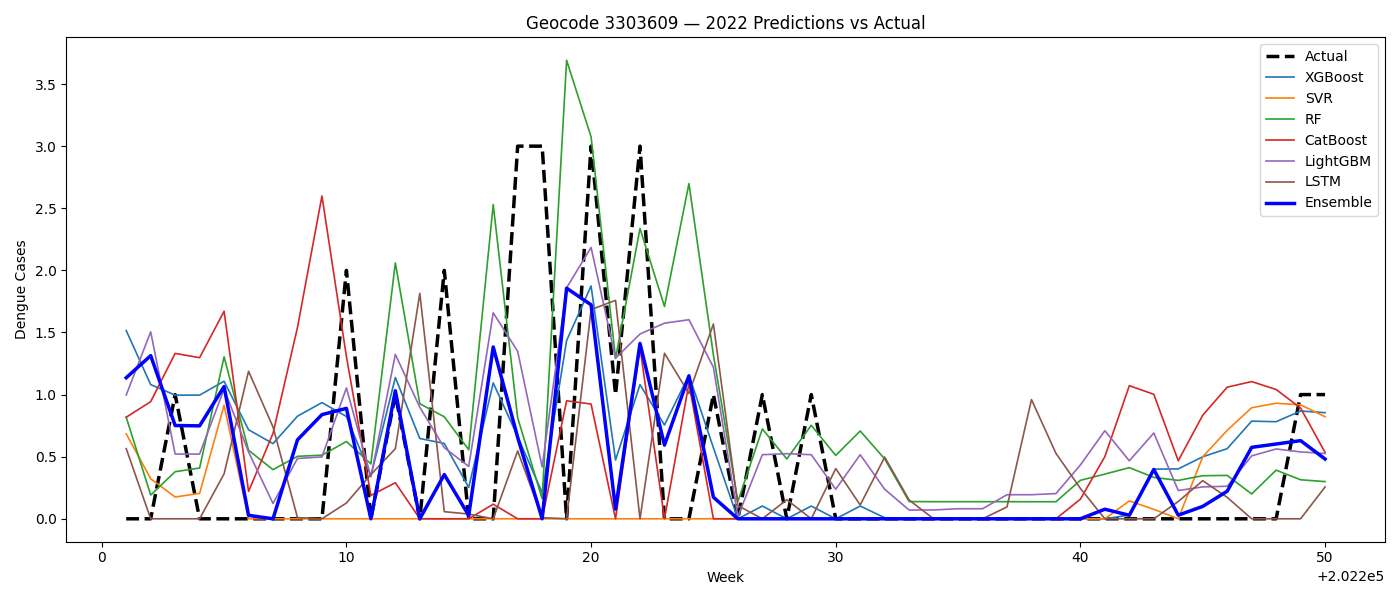 Geocode 3303609 — 2022 Predictions vs Actual
Dengue Cases
3.5
3.0
2.5
2.0
1.5
1.0
0.5
0.0
0
10
20
30
40
50
Week
+2.022e5
Actual
XGBoost
SVR
RF
CatBoost
LightGBM
LSTM
Ensemble